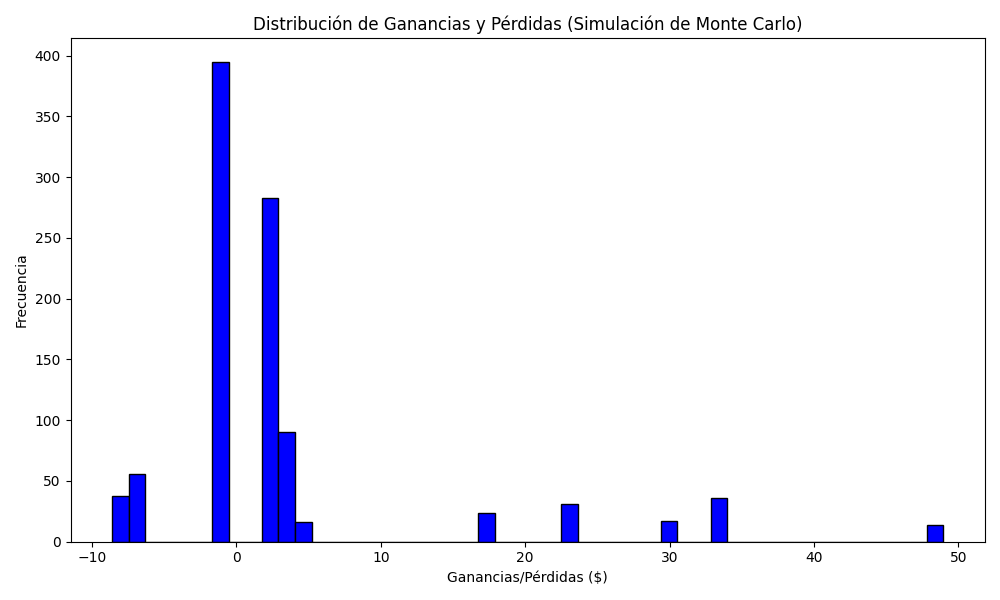 Distribución de Ganancias y Pérdidas (Simulación de Monte Carlo)
400
350
300
250
200
150
100
50
0
Frecuencia
−10 0 10 20 30 40 50
Ganancias/Pérdidas ($)